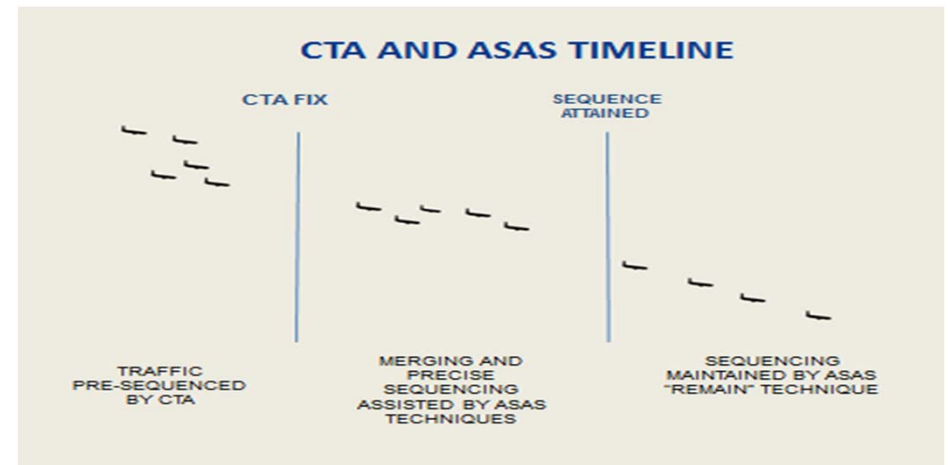 CTA AND ASAS TIMELINE
CTA FIX
SEQUENCE
ATTAINED
TRAFFIC
PRE-SEQUENCED
BY CTA
MERGING AND
PRECISE
SEQUENCING
ASSISTED BY ASAS
TECHNIQUES
SEQUENCING
MAINTAINED BY ASAS
"REMAIN" TECHNIQUE